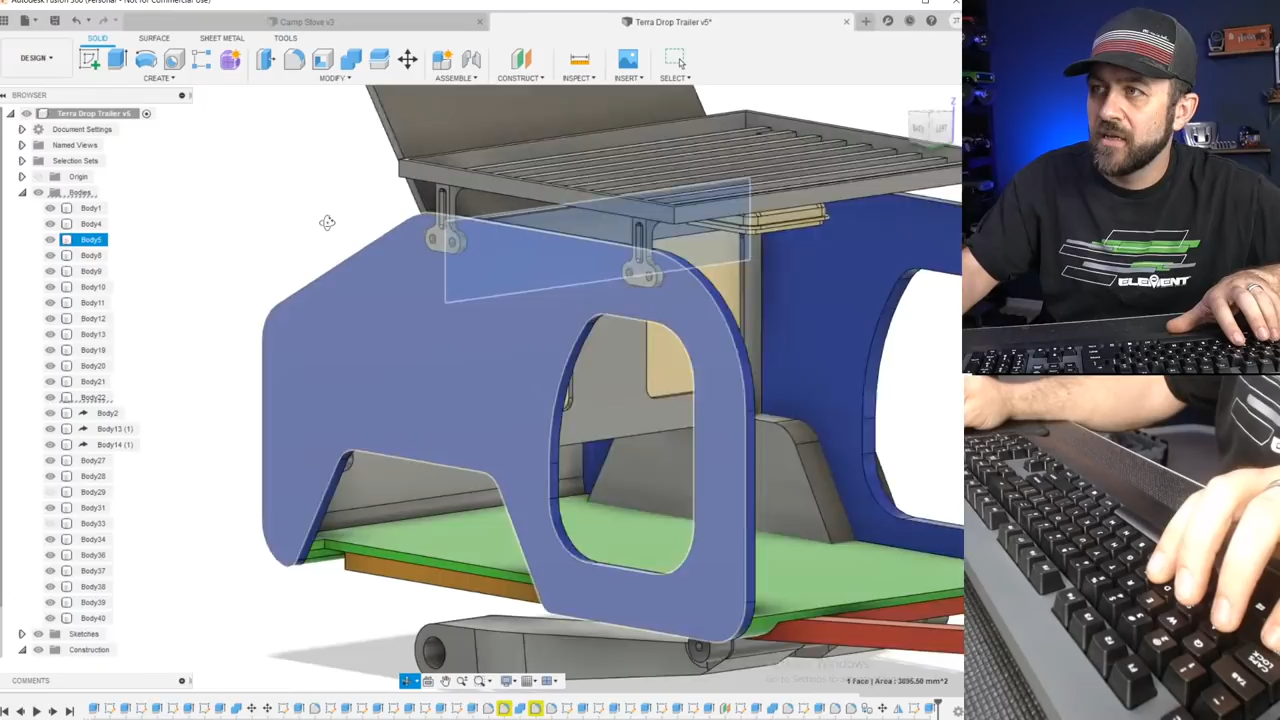 Autodesk Fusion 360 (Personal - Not for Commercial Use)
Camp Stove v3
Terra Drop Trailer v5*
SOLID SURFACE SHEET METAL TOOLS
DESIGN
CREATE MODIFY ASSEMBLE CONSTRUCT INSPECT INSERT SELECT
BROWSER
Terra Drop Trailer v5
Document Settings
Named Views
Selection Sets
Origin
Bodies
Body1
Body4
Body5
Body8
Body9
Body10
Body11
Body12
Body13
Body19
Body20
Body21
Body22
Body2
Body13 (1)
Body14 (1)
Body27
Body28
Body29
Body31
Body33
Body34
Body36
Body37
Body38
Body39
Body40
Sketches
Construction
COMMENTS
1 Face | Area : 3895.50 mm^2
ELEMENT
CAPS
LOCK